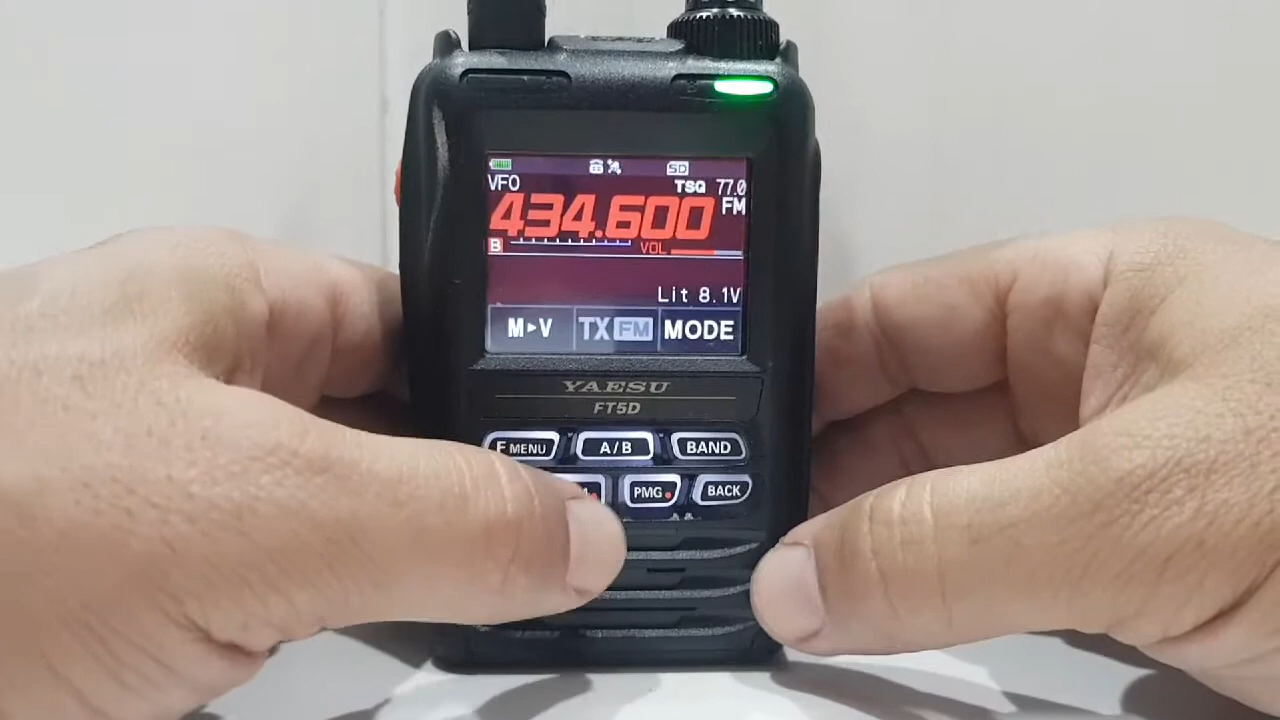 SD
VFO TSQ 77.0
434.600 FM
B VOL
Lit 8.1V
M▸V TX FM MODE
YAESU
FT5D
F MENU A/B BAND
PMG BACK